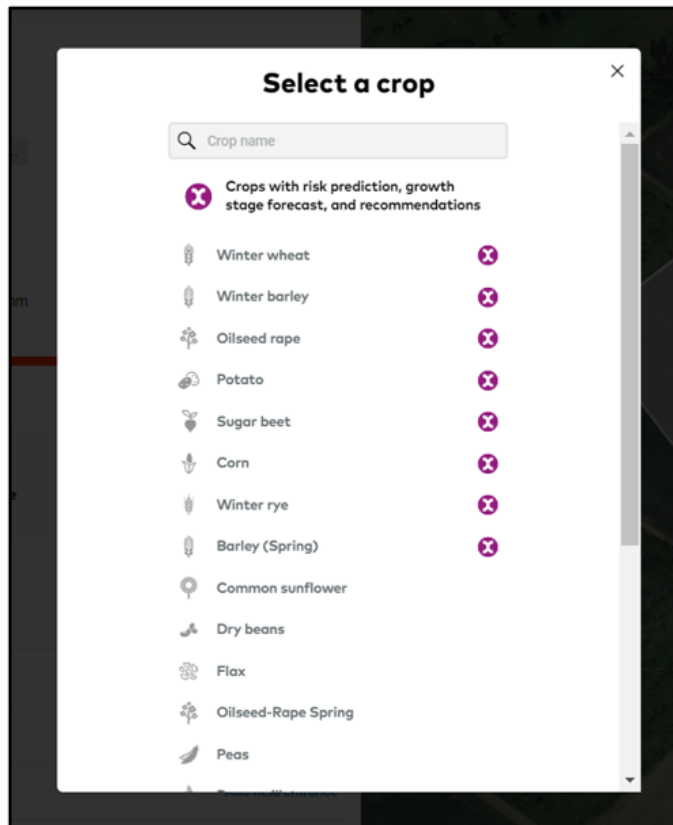 Select a crop
Crop name
Crops with risk prediction, growth
stage forecast, and recommendations
Winter wheat
Winter barley
Oilseed rape
Potato
Sugar beet
Corn
Winter rye
Barley (Spring)
Common sunflower
Dry beans
Flax
Oilseed-Rape Spring
Peas